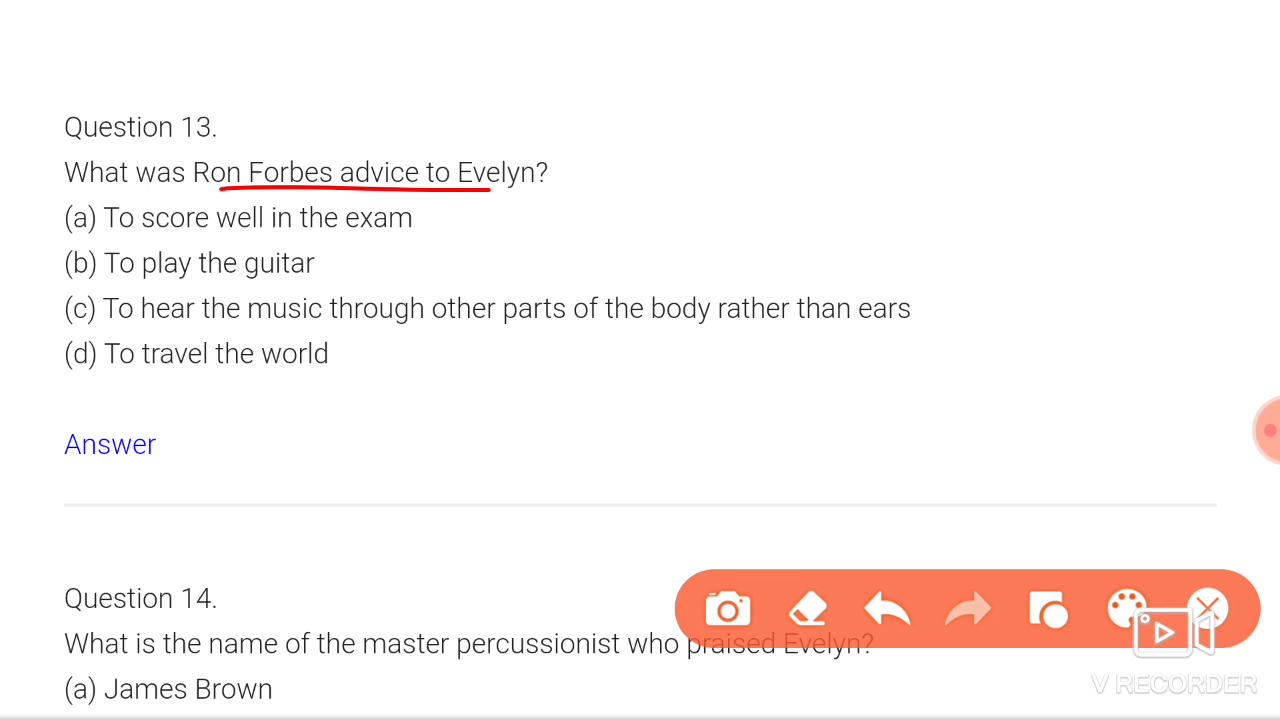 Question 13.
What was Ron Forbes advice to Evelyn?
(a) To score well in the exam
(b) To play the guitar
(c) To hear the music through other parts of the body rather than ears
(d) To travel the world
Answer
Question 14.
What is the name of the master percussionist who praised Evelyn?
(a) James Brown
V RECORDER